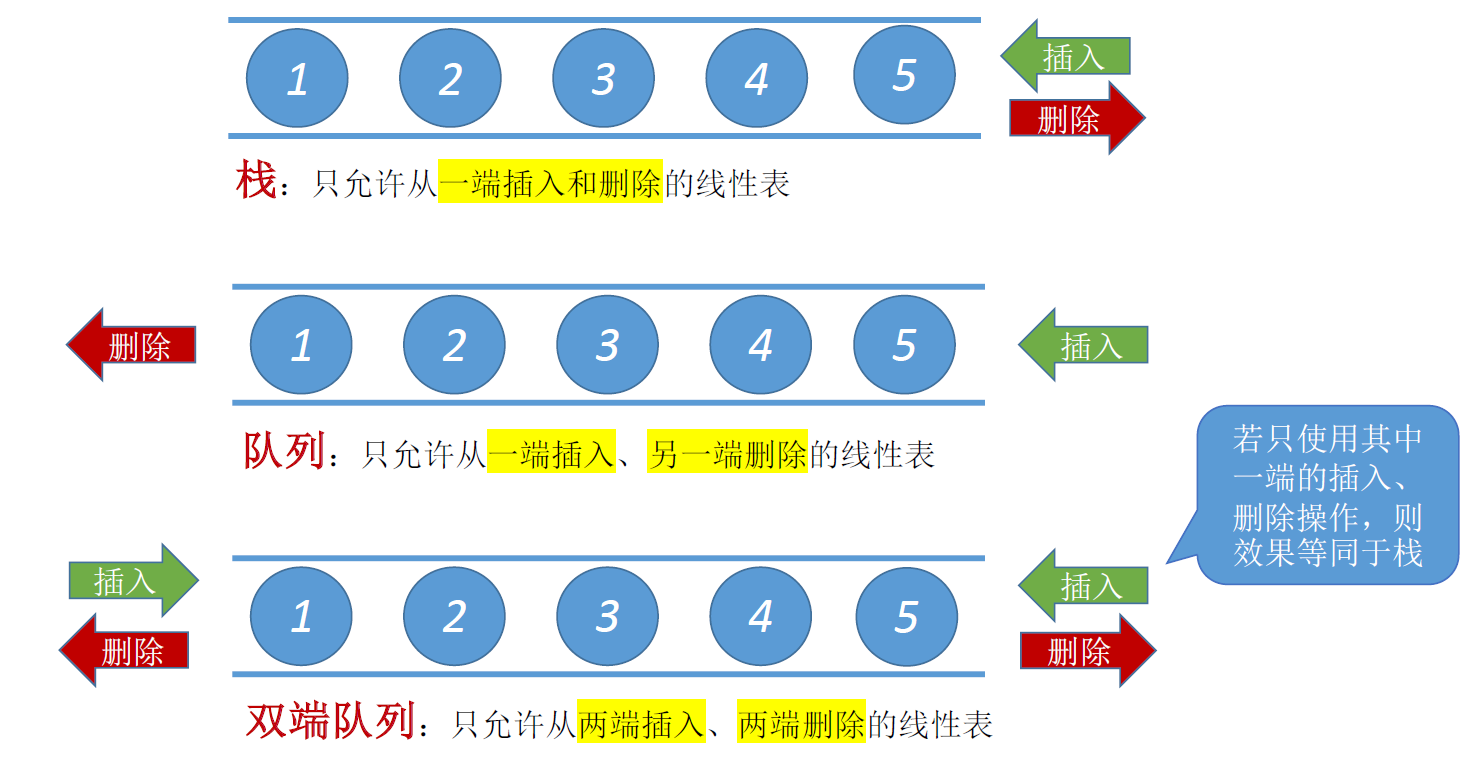 1 2 3 4 5
插入
删除
栈：只允许从一端插入和删除的线性表
删除
1 2 3 4 5
插入
队列：只允许从一端插入、另一端删除的线性表
若只使用其中
一端的插入、
删除操作，则
效果等同于栈
插入
删除
1 2 3 4 5
插入
删除
双端队列：只允许从两端插入、两端删除的线性表